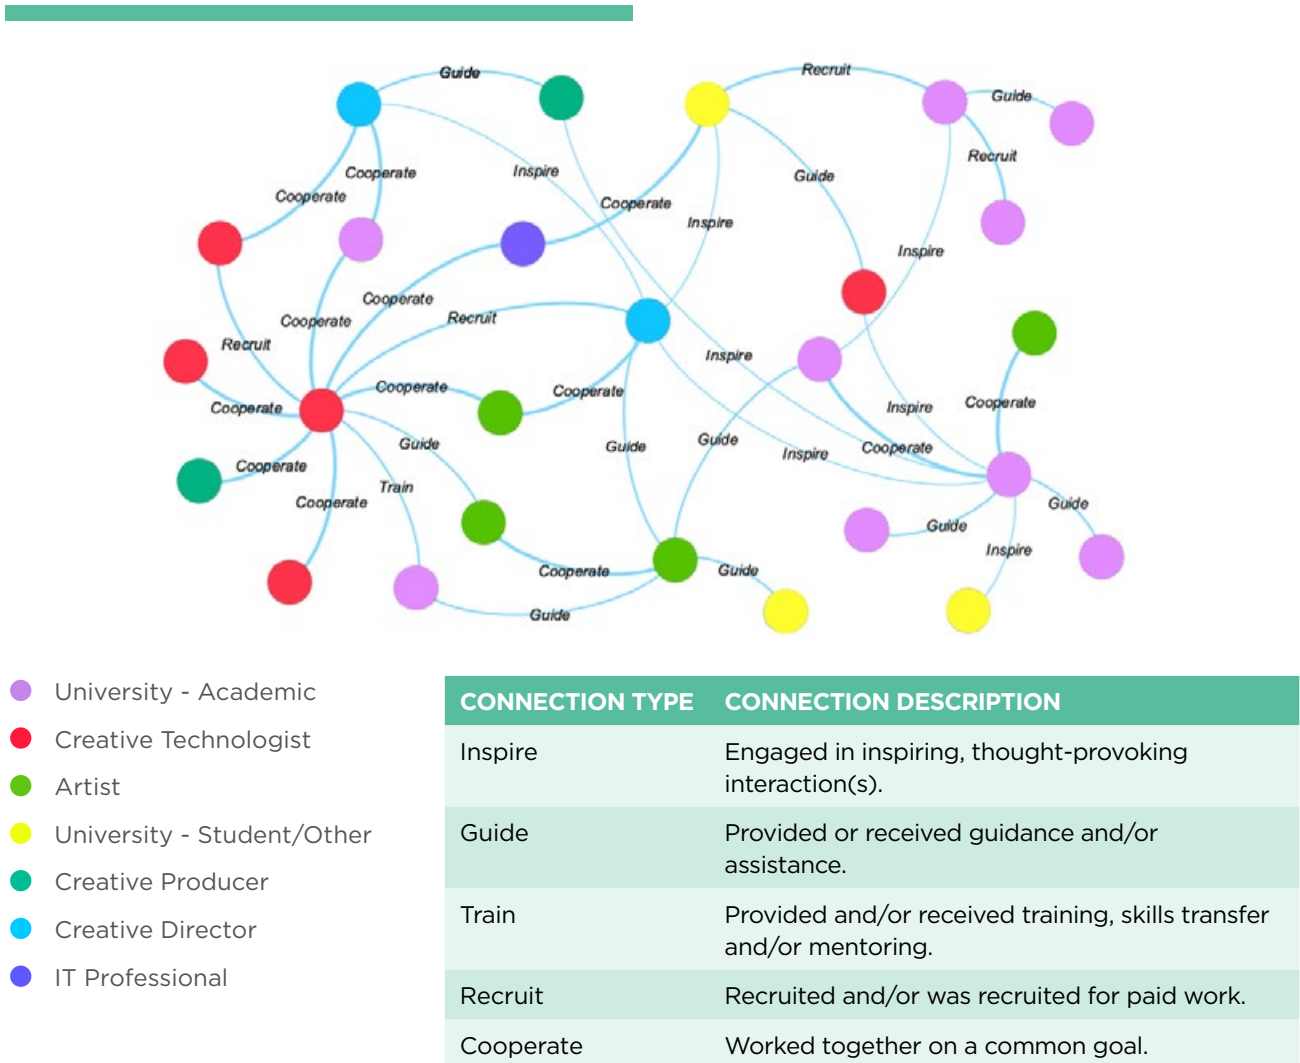 Guide
Recruit
Guide
Recruit
Cooperate
Inspire
Guide
Cooperate
Cooperate
Inspire
Inspire
Cooperate
Recruit
Cooperate
Recruit
Inspire
Cooperate
Cooperate
Cooperate
Inspire
Cooperate
Guide
Guide
Guide
Cooperate
Inspire
Cooperate
Train
Cooperate
Guide
Guide
Inspire
Cooperate
Guide
Guide
University - Academic
Creative Technologist
Artist
University - Student/Other
Creative Producer
Creative Director
IT Professional
CONNECTION TYPE CONNECTION DESCRIPTION
Inspire Engaged in inspiring, thought-provoking
interaction(s).
Guide Provided or received guidance and/or
assistance.
Train Provided and/or received training, skills transfer
and/or mentoring.
Recruit Recruited and/or was recruited for paid work.
Cooperate Worked together on a common goal.